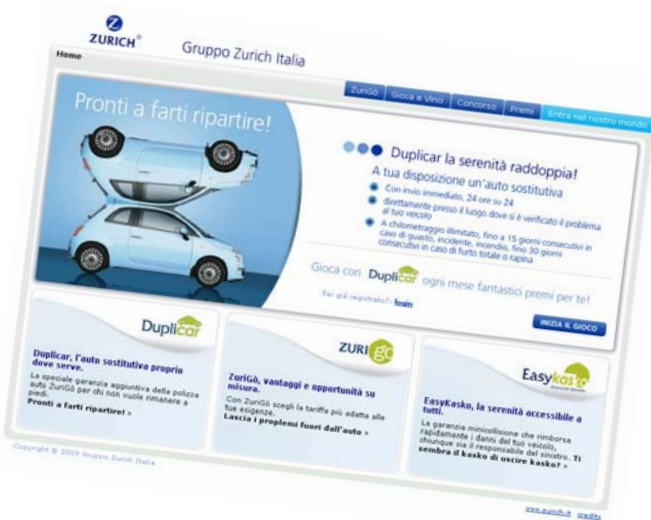 ZURICH®
Gruppo Zurich Italia
Home
ZuriGò
Gioca e Vinci
Concorso
Premi
Entra nel nostro mondo
Pronti a farti ripartire!
Duplicar la serenità raddoppia!
A tua disposizione un'auto sostitutiva
Con invio immediato, 24 ore su 24
direttamente presso il luogo dove si è verificato il problema
al tuo veicolo
A chilometraggio illimitato, fino a 15 giorni consecutivi in
caso di guasto, incidente, incendio, fino 30 giorni
consecutivi in caso di furto totale o rapina
Gioca con Duplicar ogni mese fantastici premi per te!
Sei già registrato?: login
INIZIA IL GIOCO
Duplicar
Duplicar, l'auto sostitutiva proprio
dove serve.
La speciale garanzia aggiuntiva della polizza
auto ZuriGò per chi non vuole rimanere a
piedi.
Pronti a farti ripartire! >
ZURIgò
ZuriGò, vantaggi e opportunità su
misura.
Con ZuriGò scegli la tariffa più adatta alle
tue esigenze.
Lascia i proplemi fuori dall'auto >
Easykasko
EasyKasko, la serenità accessibile a
tutti.
La garanzia minicollisione che rimborsa
rapidamente i danni del tuo veicolo,
chiunque sia il responsabile del sinistro. Ti
sembra il kasko di uscire kasko? >
Copyright © 2009 Gruppo Zurich Italia
www.zurich.it credits